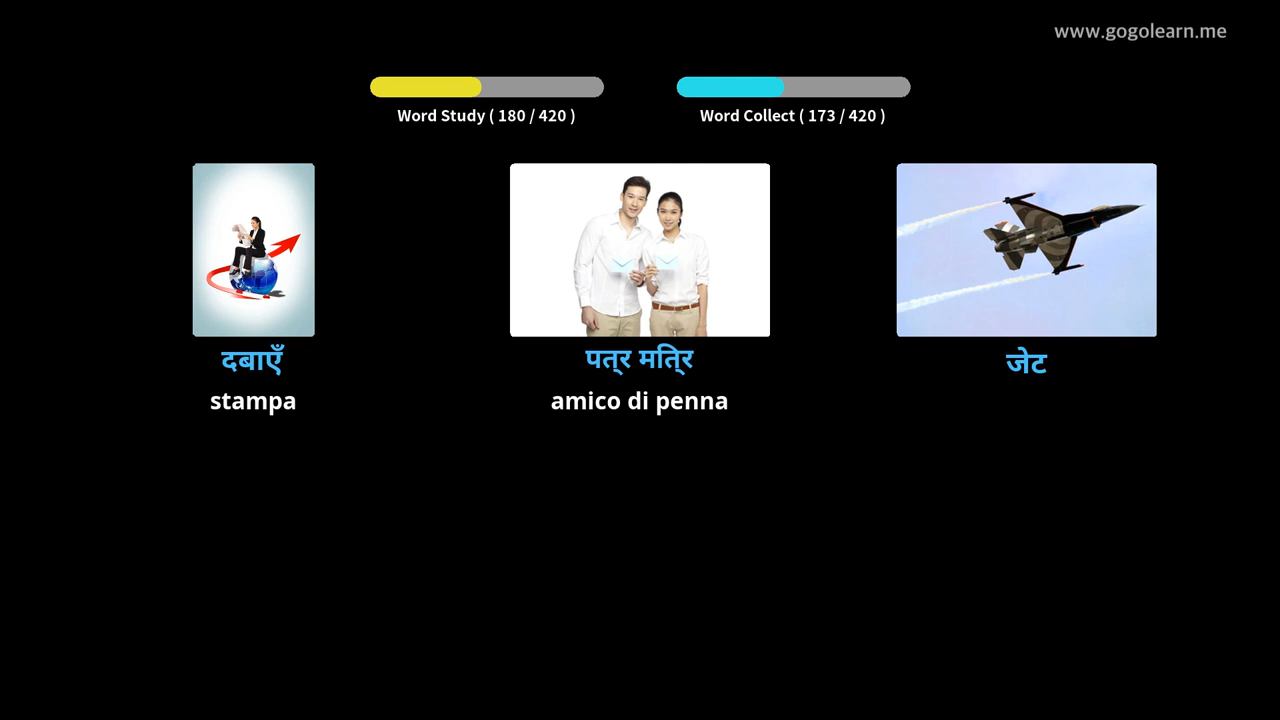 www.gogolearn.me
Word Study ( 180 / 420 )
Word Collect ( 173 / 420 )
दबाएँ
पत्र मित्र
जेट
stampa
amico di penna